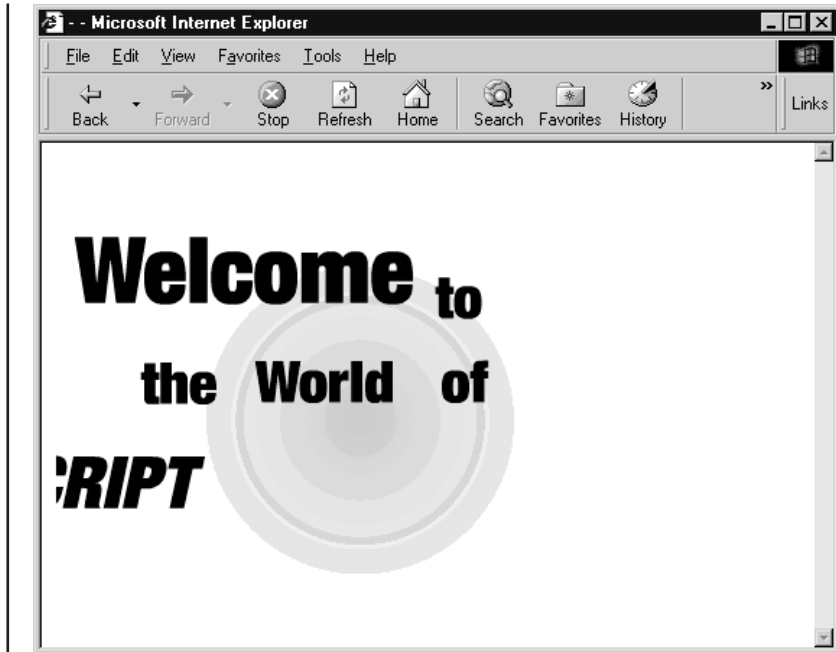 - - Microsoft Internet Explorer
File Edit View Favorites Tools Help
Back Forward Stop Refresh Home Search Favorites History » Links
Welcome to
the World of
CRIPT